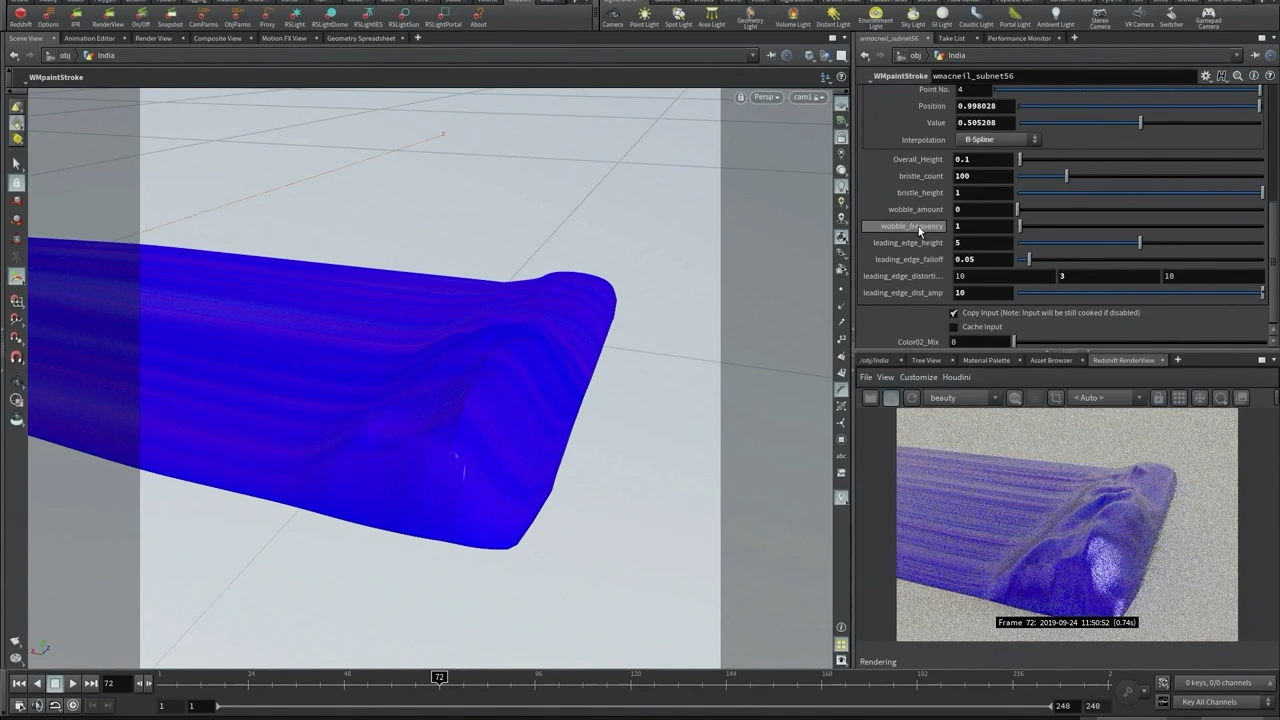 Redshift OpenGL IPR RenderView On/Off Snapshot CamParms ObjParms RSLight RSLightDome RSLightIES RSLightSun RSLightPortal About
Camera Point Light Spot Light Geometry Light Volume Light Distant Light Environment Light Sky Light GI Light Caustic Light Portal Light Ambient Light Stereo Camera VR Camera Switcher Gamepad Camera
Scene View Animation Editor Render View Composite View Motion FX View Geometry Spreadsheet
wmacneil_subnet56 Take List Performance Monitor
obj India
obj India
WMpaintStroke
WMpaintStroke wmacneil_subnet56
Persp cam1
Point No. 4
Position 0.998028
Value 0.505208
Interpolation B-Spline
Overall_Height 0.1
bristle_count 100
bristle_height 1
wobble_amount 0
wobble_frequency 1
leading_edge_height 5
leading_edge_falloff 0.05
leading_edge_distorti... 10 3 10
leading_edge_dist_amp 10
Copy Input (Note: Input will be still cooked if disabled)
Cache Input
Color02_Mix 0
/obj/India Tree View Material Palette Asset Browser Redshift RenderView
File View Customize Houdini
beauty < Auto >
Frame 72: 2019-09-24 11:50:52 (0.74s)
Rendering
72 1 24 48 72 96 120 144 168 192 216 2
0 keys, 0/0 channels
1 1 240 240
Key All Channels